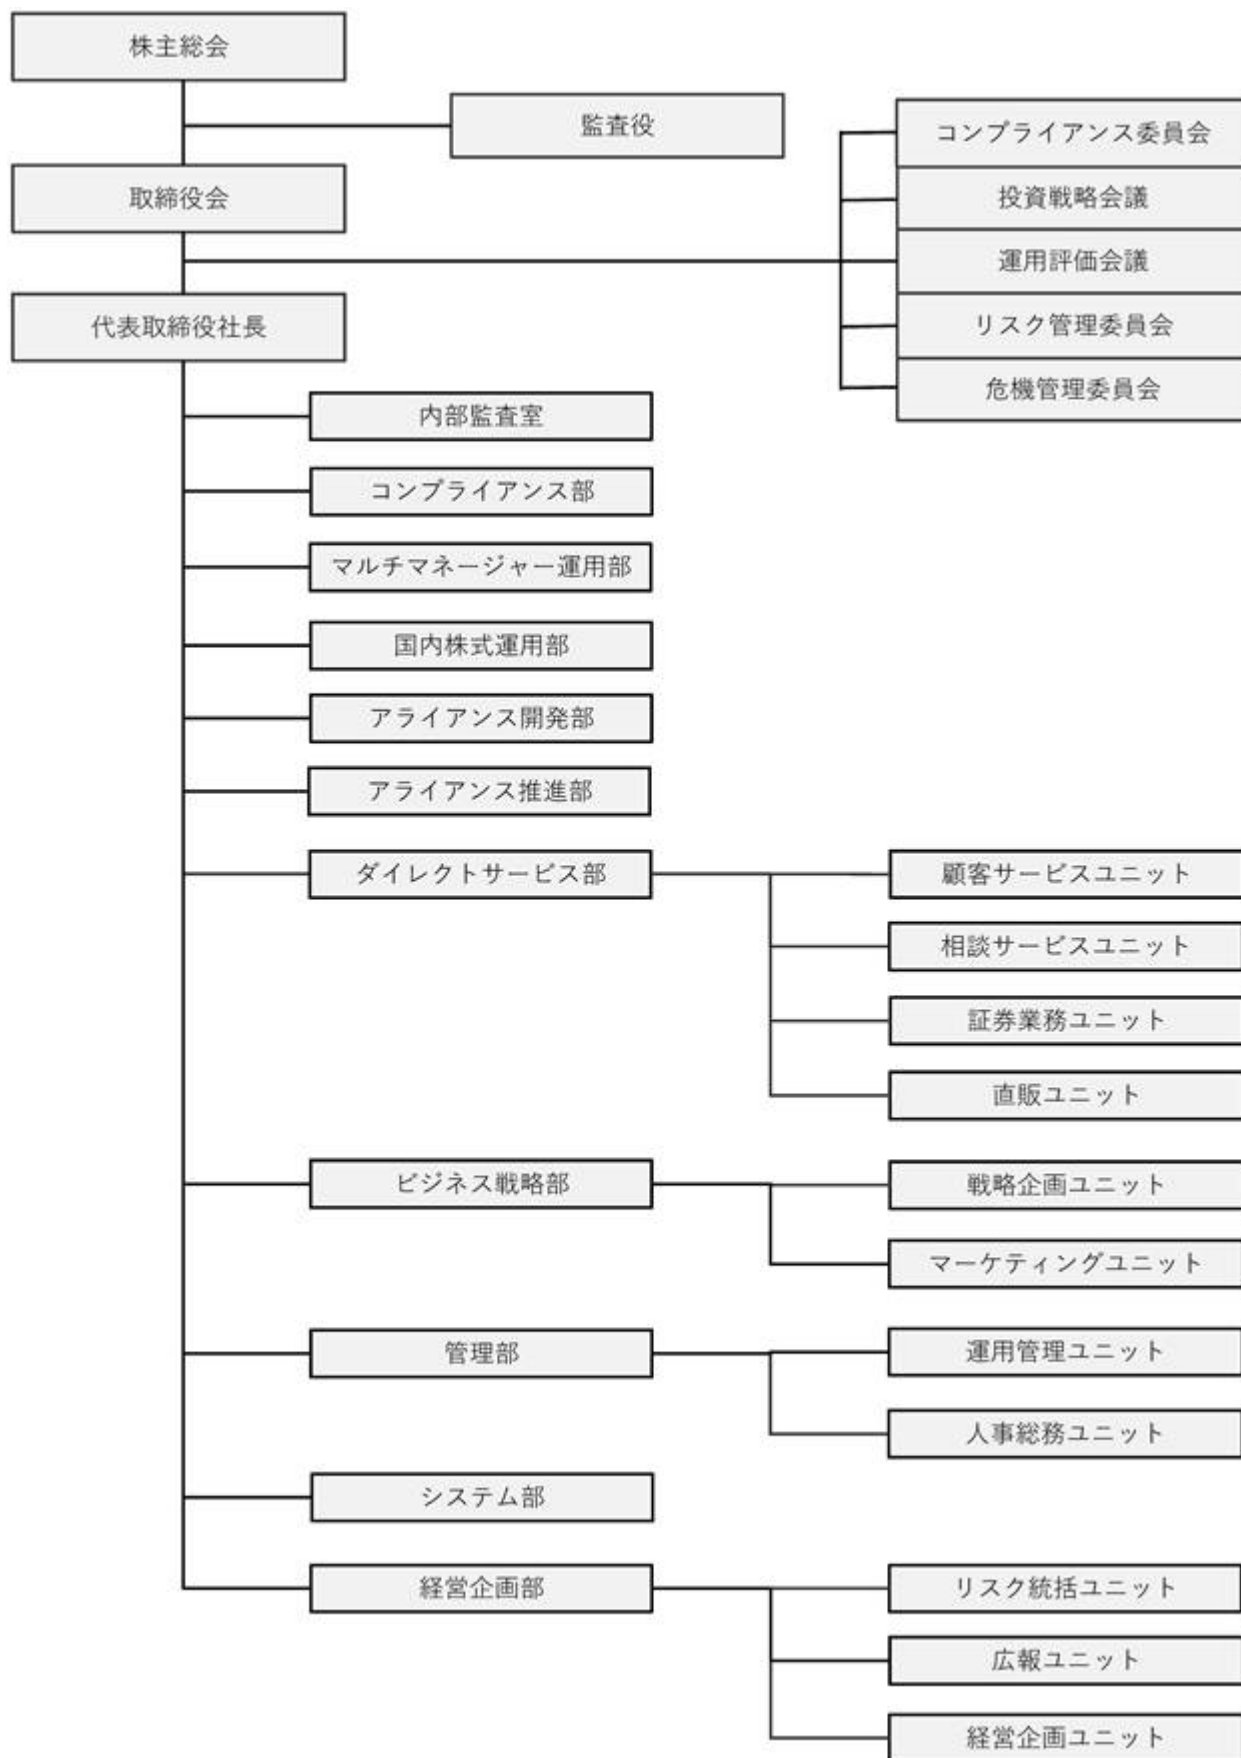 株主総会
監査役
コンプライアンス委員会
取締役会
投資戦略会議
運用評価会議
代表取締役社長
リスク管理委員会
危機管理委員会
内部監査室
コンプライアンス部
マルチマネージャー運用部
国内株式運用部
アライアンス開発部
アライアンス推進部
ダイレクトサービス部
顧客サービスユニット
相談サービスユニット
証券業務ユニット
直販ユニット
ビジネス戦略部
戦略企画ユニット
マーケティングユニット
管理部
運用管理ユニット
人事総務ユニット
システム部
経営企画部
リスク統括ユニット
広報ユニット
経営企画ユニット